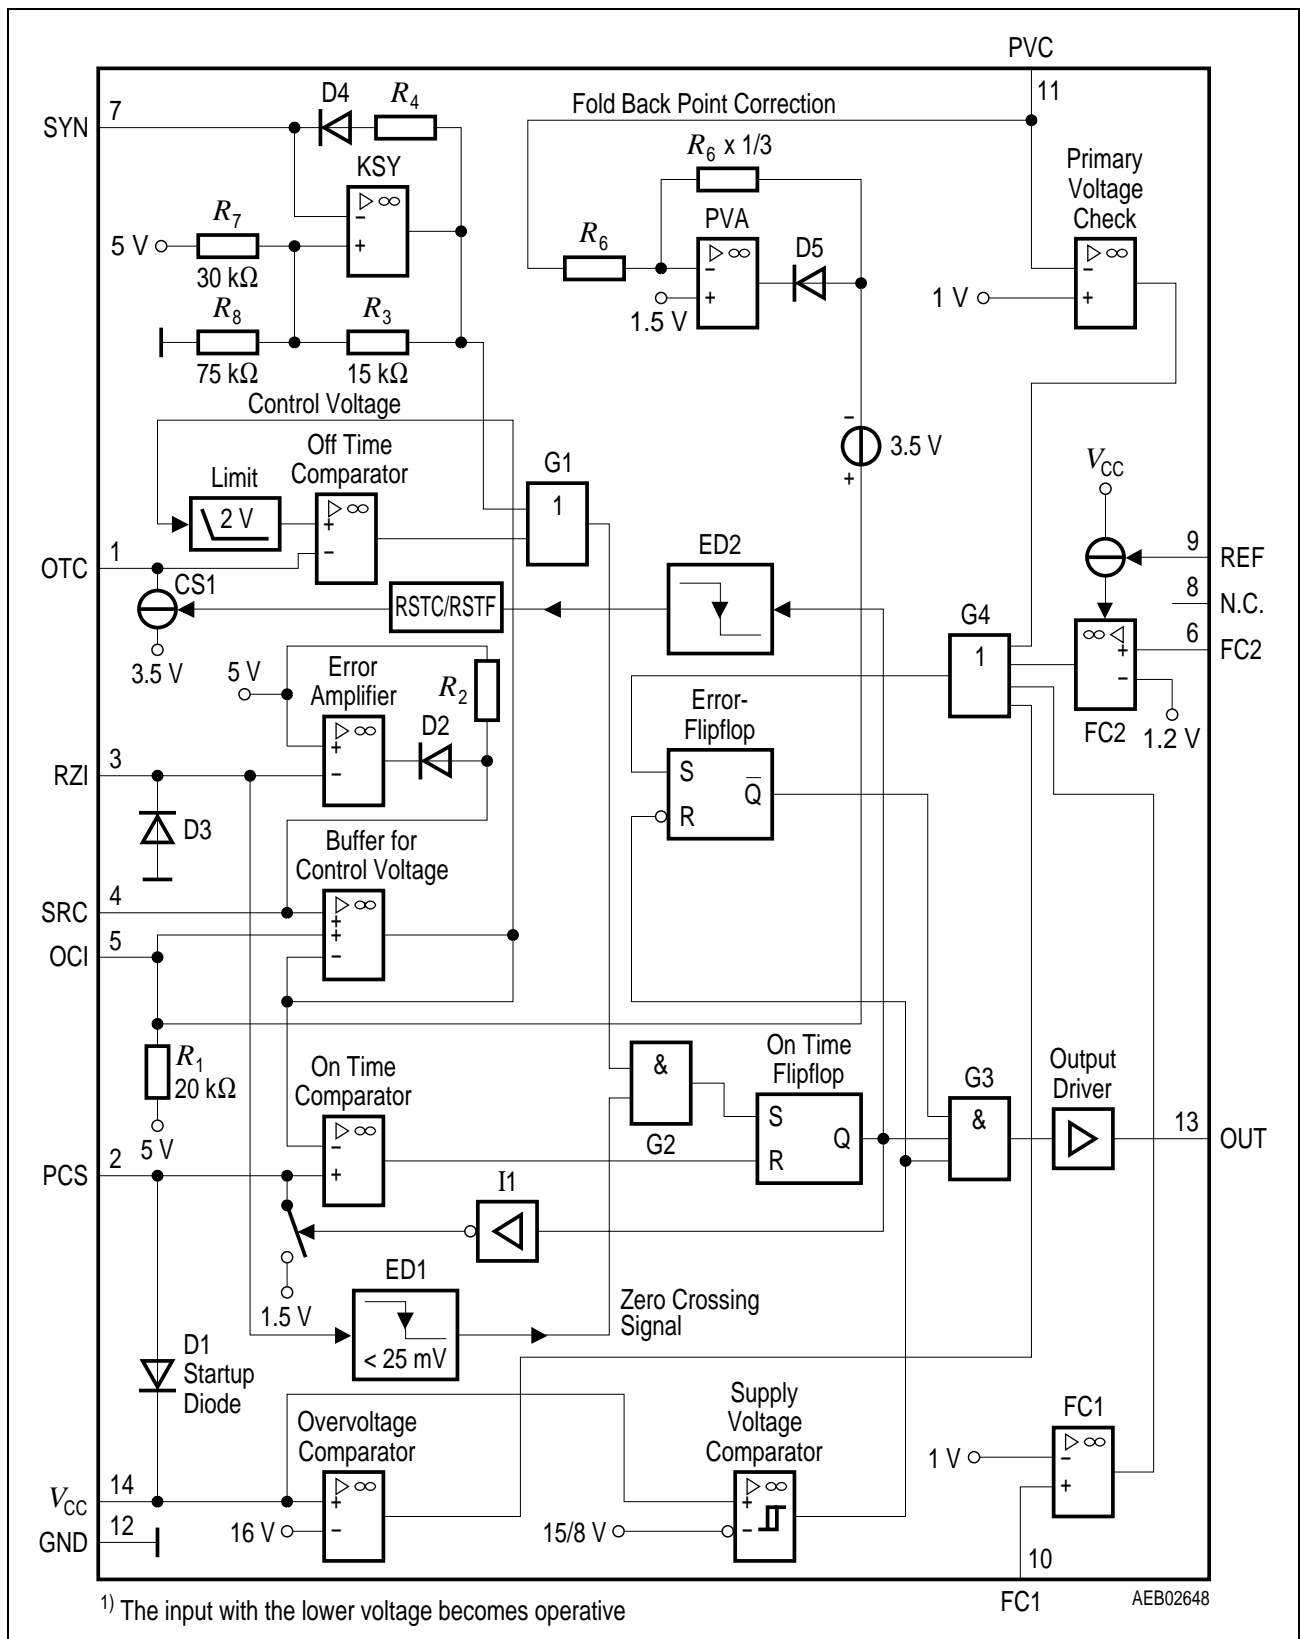 PVC
11
SYN
7
D4
R4
KSY
▷ ∞
−
+
R7
5 V
30 kΩ
R8
75 kΩ
R3
15 kΩ
Fold Back Point Correction
R6 x 1/3
PVA
▷ ∞
−
+
R6
1.5 V
D5
Primary
Voltage
Check
▷ ∞
−
+
1 V
−
3.5 V
+
Control Voltage
Off Time
Comparator
▷ ∞
+
−
Limit
2 V
G1
1
OTC
1
CS1
3.5 V
RSTC/RSTF
ED2
VCC
9
REF
8
N.C.
6
FC2
∞ ◁
+
−
FC2
1.2 V
G4
1
5 V
Error
Amplifier
▷ ∞
+
−
R2
D2
RZI
3
D3
Error-
Flipflop
S
R
Q̅
Buffer for
Control Voltage
▷ ∞
+
+
−
SRC
4
OCI
5
R1
20 kΩ
5 V
On Time
Comparator
▷ ∞
−
+
PCS
2
&
G2
On Time
Flipflop
S
R
Q
G3
&
Output
Driver
13
OUT
I1
1.5 V
ED1
< 25 mV
Zero Crossing
Signal
D1
Startup
Diode
Overvoltage
Comparator
▷ ∞
+
−
16 V
Supply
Voltage
Comparator
▷ ∞
+
−
15/8 V
FC1
▷ ∞
−
+
1 V
VCC
14
GND
12
10
FC1
AEB02648
1) The input with the lower voltage becomes operative